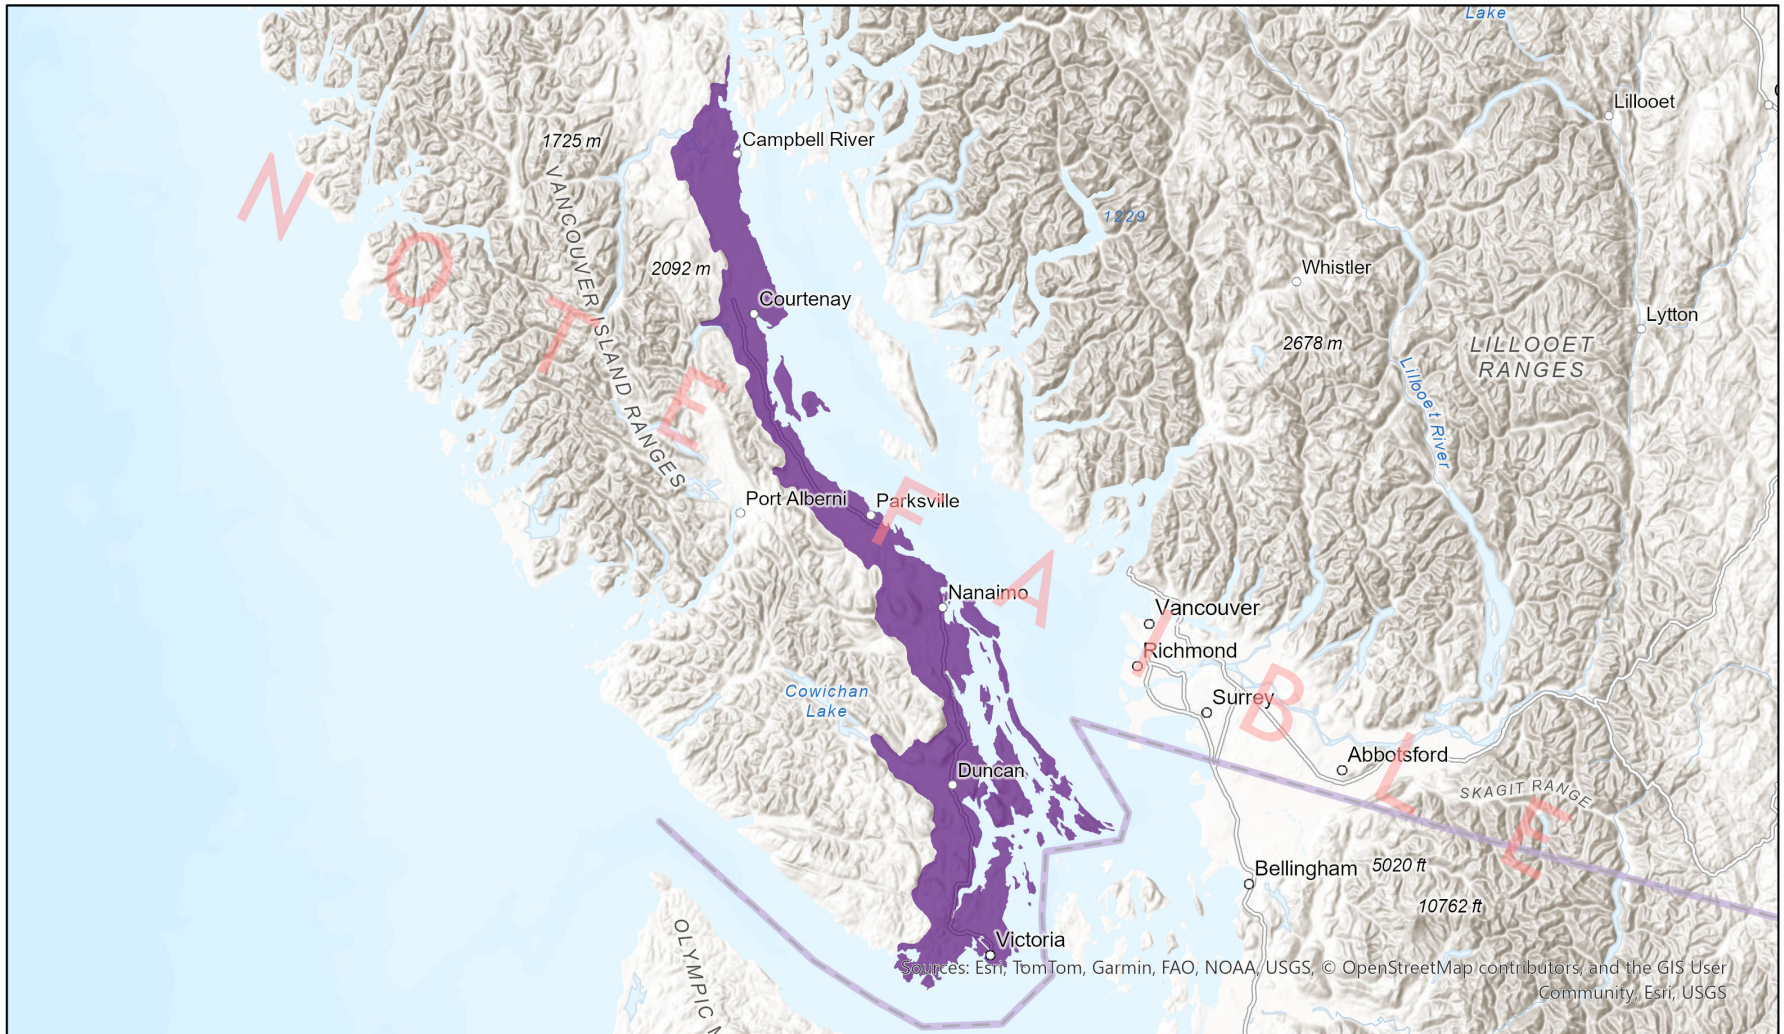 Lake
Lillooet
Campbell River
1725 m
VANCOUVER ISLAND RANGES
1229
2092 m
Whistler
Courtenay
Lytton
2678 m
LILLOOET
RANGES
Lillooet River
Port Alberni
Parksville
Nanaimo
Vancouver
Richmond
Cowichan
Lake
Surrey
Abbotsford
Duncan
SKAGIT RANGE
Bellingham
5020 ft
10762 ft
OLYMPIC
Victoria
NOTE FAIBLE
Sources: Esri, TomTom, Garmin, FAO, NOAA, USGS, © OpenStreetMap contributors, and the GIS User
Community, Esri, USGS